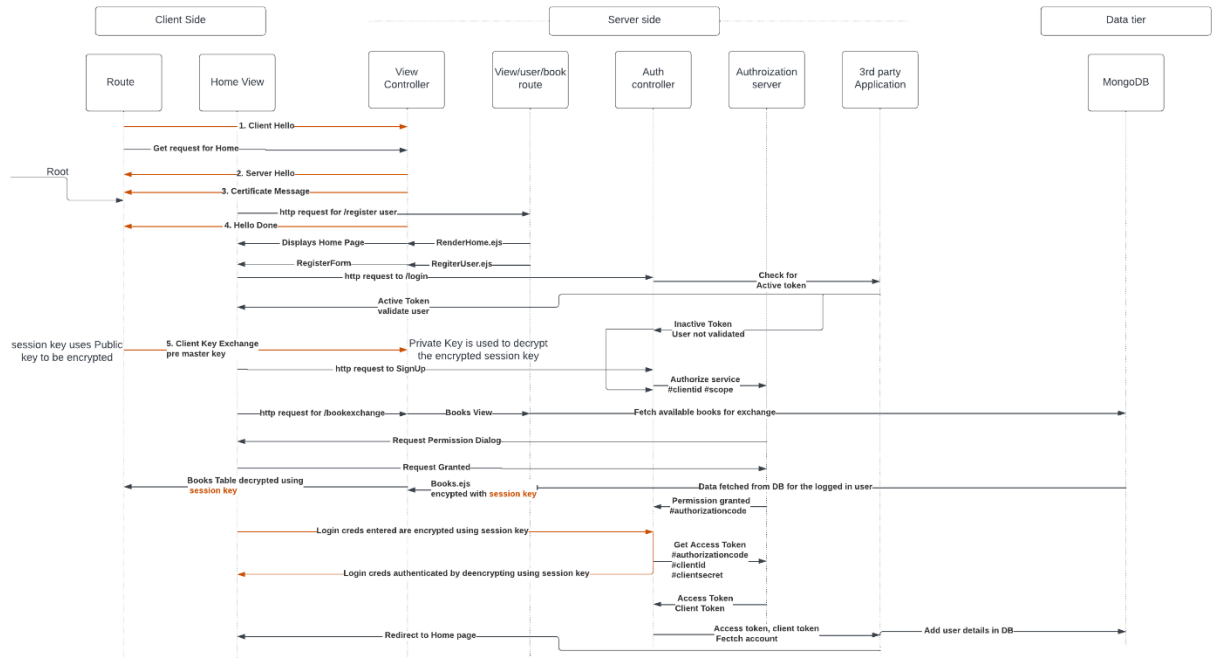 Client Side
Server side
Data tier
Route
Home View
View
Controller
View/user/book
route
Auth
controller
Authroization
server
3rd party
Application
MongoDB
1. Client Hello
Get request for Home
Root
2. Server Hello
3. Certificate Message
http request for /register user
4. Hello Done
Displays Home Page
RenderHome.ejs
RegisterForm
RegiterUser.ejs
http request to /login
Check for
Active token
Active Token
validate user
Inactive Token
User not validated
session key uses Public
key to be encrypted
5. Client Key Exchange
pre master key
Private Key is used to decrypt
the encrypted session key
http request to SignUp
Authorize service
#clientid #scope
http request for /bookexchange
Books View
Fetch available books for exchange
Request Permission Dialog
Request Granted
Books Table decrypted using
session key
Books.ejs
encypted with session key
Data fetched from DB for the logged in user
Permission granted
#authorizationcode
Login creds entered are encrypted using session key
Get Access Token
#authorizationcode
#clientid
#clientsecret
Login creds authenticated by deencrypting using session key
Access Token
Client Token
Access token, client token
Fectch account
Add user details in DB
Redirect to Home page